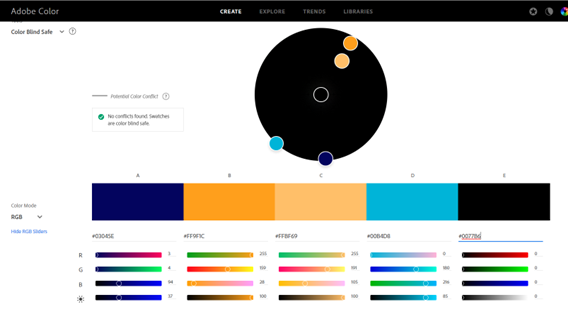 Adobe Color
CREATE
EXPLORE
TRENDS
LIBRARIES
Color Blind Safe
Potential Color Conflict
No conflicts found. Swatches
are color blind safe.
A B C D E
Color Mode
RGB
Hide RGB Sliders
#03045E #FF9F1C #FFBF69 #00B4D8 #0077B6
R 3 255 255 0 0
G 4 159 191 180 0
B 94 28 105 216 0
37 100 100 85 0